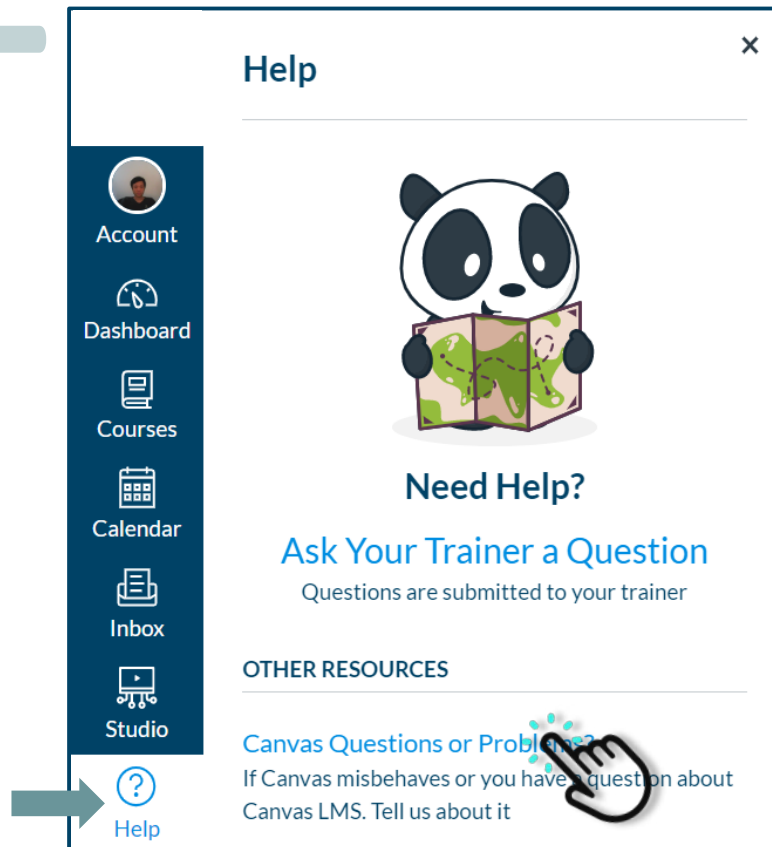 Help
×
Account
Dashboard
Courses
Calendar
Inbox
Studio
Help
Need Help?
Ask Your Trainer a Question
Questions are submitted to your trainer
OTHER RESOURCES
Canvas Questions or Problems?
If Canvas misbehaves or you have a question about
Canvas LMS. Tell us about it